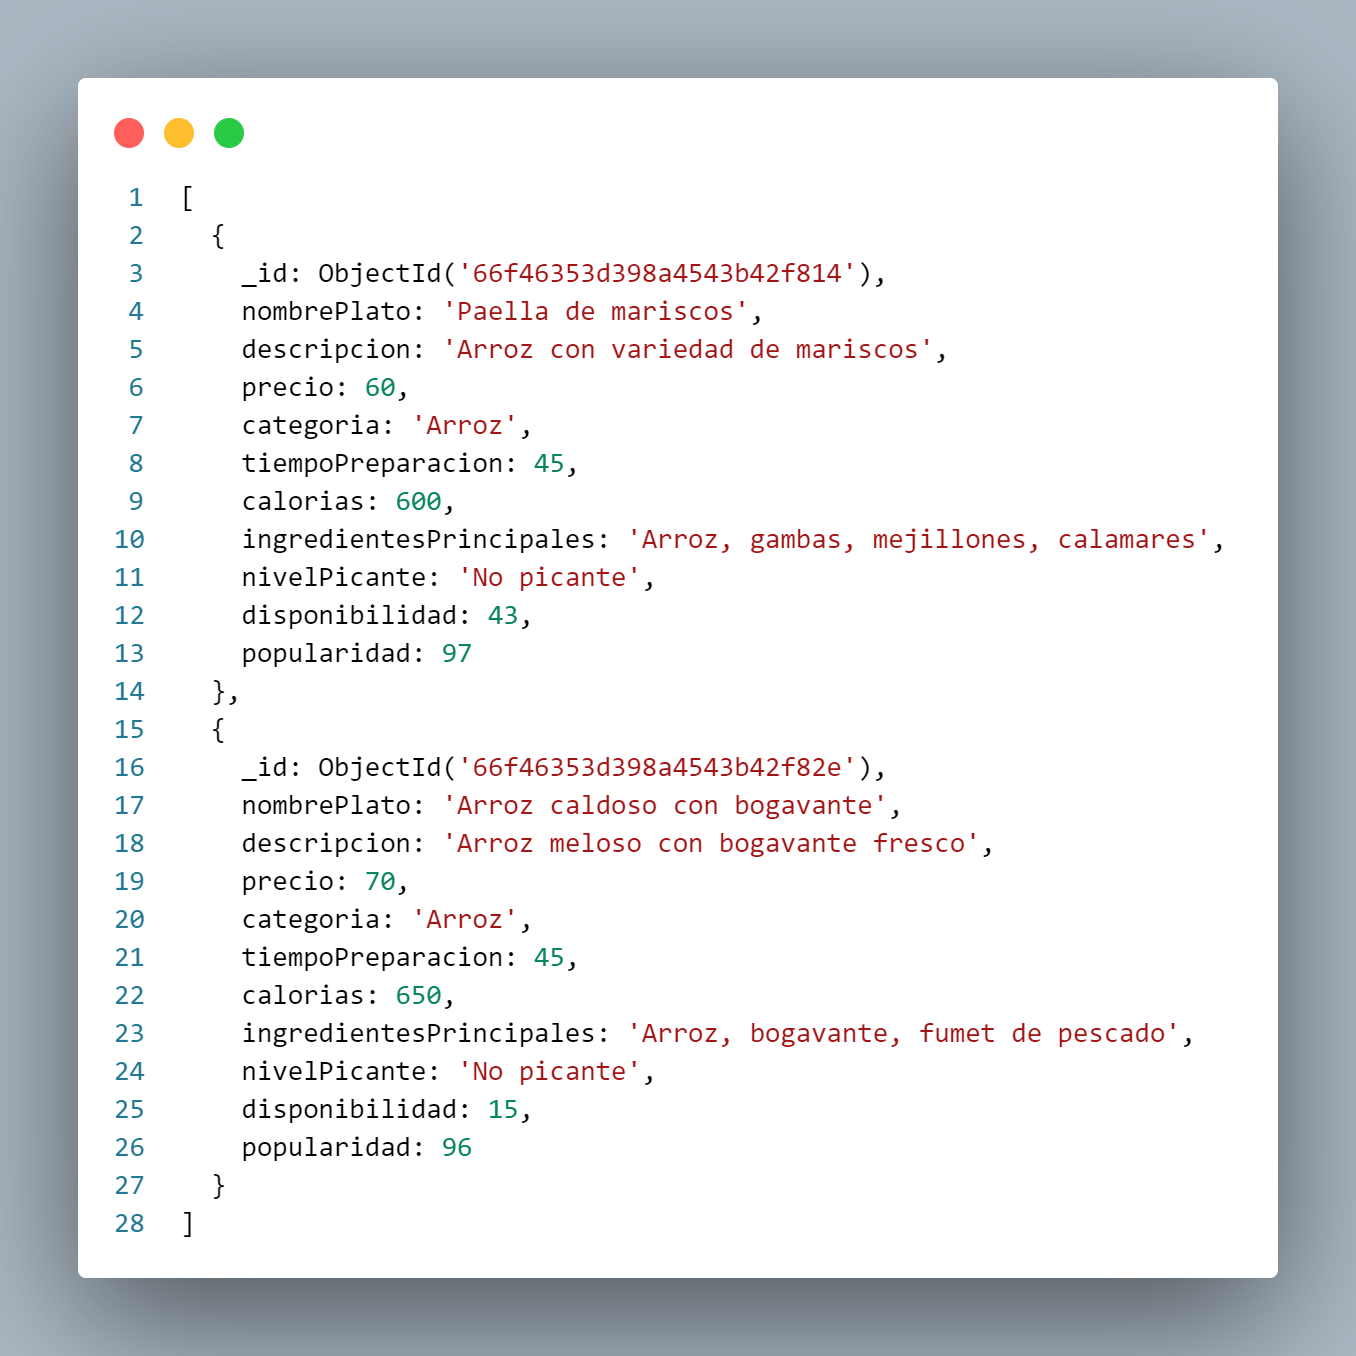 1 [
2 {
3 _id: ObjectId('66f46353d398a4543b42f814'),
4 nombrePlato: 'Paella de mariscos',
5 descripcion: 'Arroz con variedad de mariscos',
6 precio: 60,
7 categoria: 'Arroz',
8 tiempoPreparacion: 45,
9 calorias: 600,
10 ingredientesPrincipales: 'Arroz, gambas, mejillones, calamares',
11 nivelPicante: 'No picante',
12 disponibilidad: 43,
13 popularidad: 97
14 },
15 {
16 _id: ObjectId('66f46353d398a4543b42f82e'),
17 nombrePlato: 'Arroz caldoso con bogavante',
18 descripcion: 'Arroz meloso con bogavante fresco',
19 precio: 70,
20 categoria: 'Arroz',
21 tiempoPreparacion: 45,
22 calorias: 650,
23 ingredientesPrincipales: 'Arroz, bogavante, fumet de pescado',
24 nivelPicante: 'No picante',
25 disponibilidad: 15,
26 popularidad: 96
27 }
28 ]